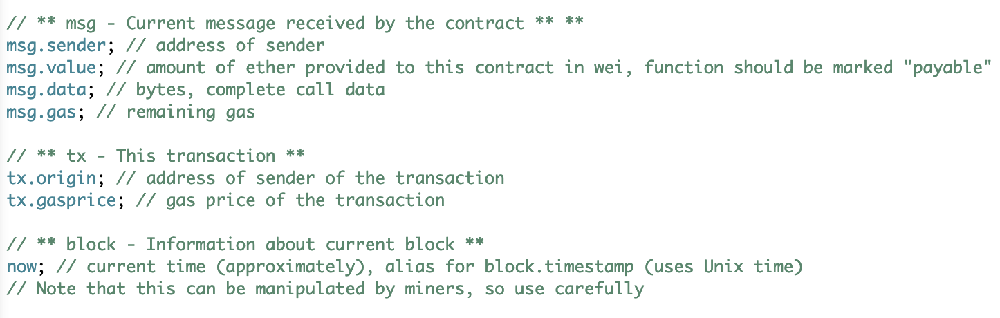 // ** msg - Current message received by the contract ** **
msg.sender; // address of sender
msg.value; // amount of ether provided to this contract in wei, function should be marked "payable"
msg.data; // bytes, complete call data
msg.gas; // remaining gas

// ** tx - This transaction **
tx.origin; // address of sender of the transaction
tx.gasprice; // gas price of the transaction

// ** block - Information about current block **
now; // current time (approximately), alias for block.timestamp (uses Unix time)
// Note that this can be manipulated by miners, so use carefully